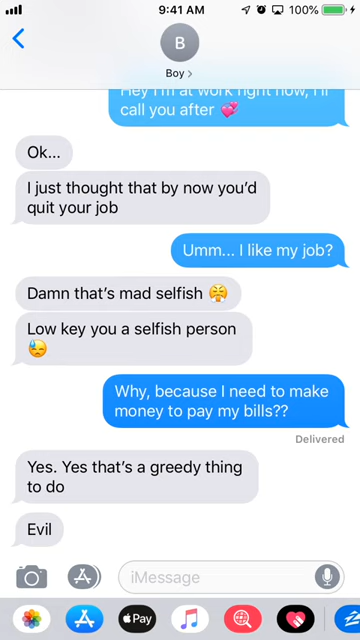 9:41 AM
100%
B
Boy >
Hey I'm at work right now, I'll
call you after 💞
Ok...
I just thought that by now you'd
quit your job
Umm... I like my job?
Damn that's mad selfish 😤
Low key you a selfish person
😓
Why, because I need to make
money to pay my bills??
Delivered
Yes. Yes that's a greedy thing
to do
Evil
iMessage
Pay